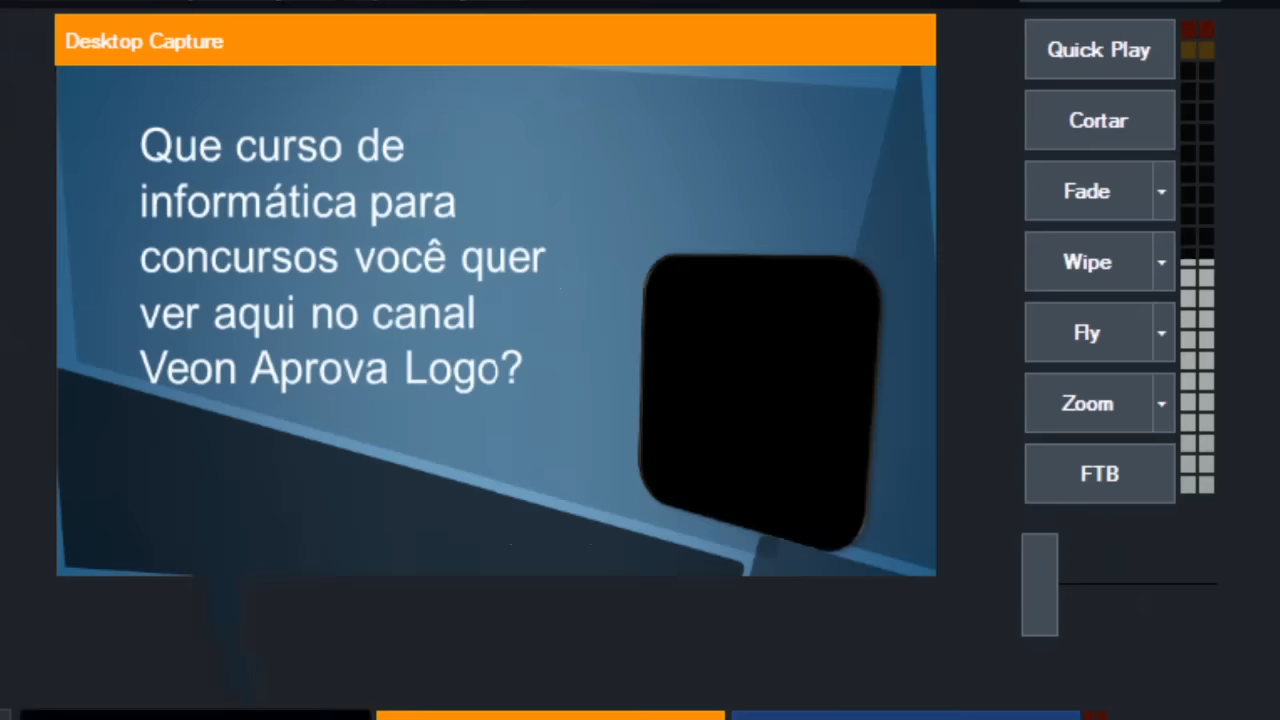 Desktop Capture
Que curso de
informática para
concursos você quer
ver aqui no canal
Veon Aprova Logo?
Quick Play
Cortar
Fade
Wipe
Fly
Zoom
FTB